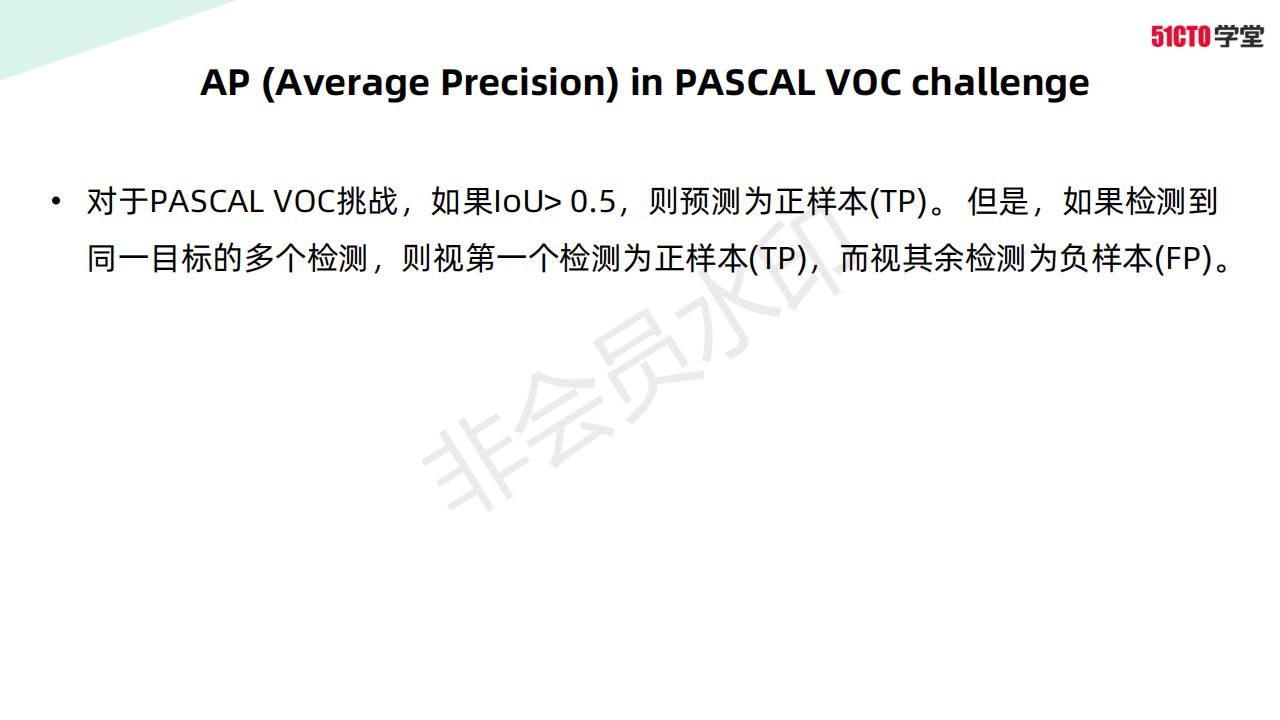 51CTO学堂
AP (Average Precision) in PASCAL VOC challenge
• 对于PASCAL VOC挑战，如果IoU> 0.5，则预测为正样本(TP)。 但是，如果检测到
同一目标的多个检测，则视第一个检测为正样本(TP)，而视其余检测为负样本(FP)。
非会员水印